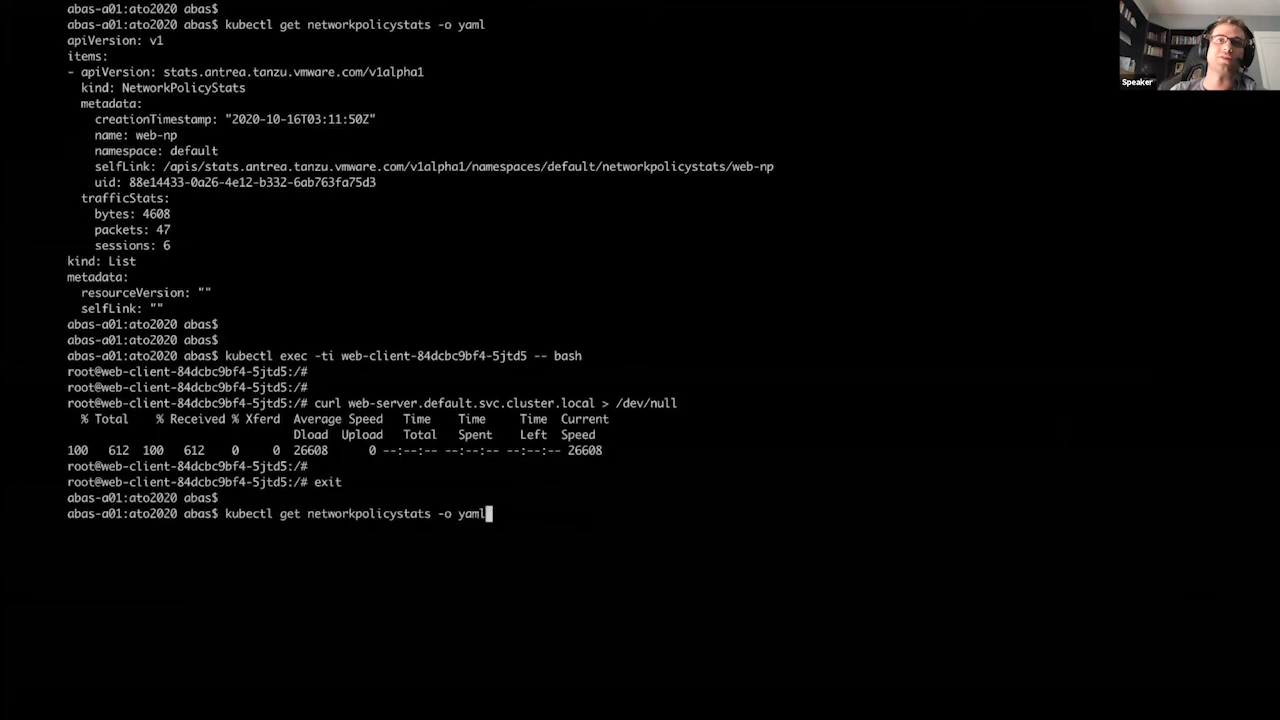 abas-a01:ato2020 abas$
abas-a01:ato2020 abas$ kubectl get networkpolicystats -o yaml
apiVersion: v1
items:
- apiVersion: stats.antrea.tanzu.vmware.com/v1alpha1
  kind: NetworkPolicyStats
  metadata:
    creationTimestamp: "2020-10-16T03:11:50Z"
    name: web-np
    namespace: default
    selfLink: /apis/stats.antrea.tanzu.vmware.com/v1alpha1/namespaces/default/networkpolicystats/web-np
    uid: 88e14433-0a26-4e12-b332-6ab763fa75d3
  trafficStats:
    bytes: 4608
    packets: 47
    sessions: 6
kind: List
metadata:
  resourceVersion: ""
  selfLink: ""
abas-a01:ato2020 abas$
abas-a01:ato2020 abas$
abas-a01:ato2020 abas$ kubectl exec -ti web-client-84dcbc9bf4-5jtd5 -- bash
root@web-client-84dcbc9bf4-5jtd5:/#
root@web-client-84dcbc9bf4-5jtd5:/#
root@web-client-84dcbc9bf4-5jtd5:/# curl web-server.default.svc.cluster.local > /dev/null
  % Total    % Received % Xferd  Average Speed   Time    Time     Time  Current
                                 Dload  Upload   Total   Spent    Left  Speed
100   612  100   612    0     0  26608      0 --:--:-- --:--:-- --:--:-- 26608
root@web-client-84dcbc9bf4-5jtd5:/#
root@web-client-84dcbc9bf4-5jtd5:/# exit
abas-a01:ato2020 abas$
abas-a01:ato2020 abas$ kubectl get networkpolicystats -o yaml
Speaker